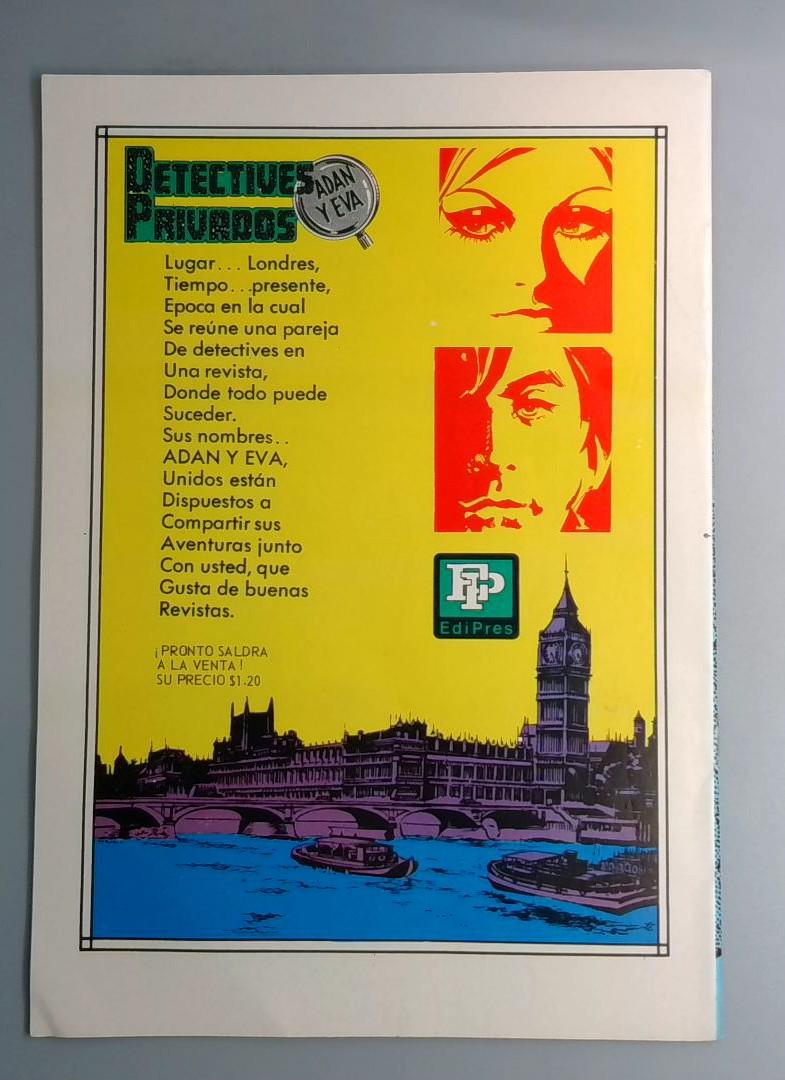 DETECTIVES
PRIVADOS
ADAN
Y EVA
Lugar... Londres,
Tiempo...presente,
Epoca en la cual
Se reúne una pareja
De detectives en
Una revista,
Donde todo puede
Suceder.
Sus nombres..
ADAN Y EVA,
Unidos están
Dispuestos a
Compartir sus
Aventuras junto
Con usted, que
Gusta de buenas
Revistas.
¡PRONTO SALDRA
A LA VENTA!
SU PRECIO $1.20
EP
EdiPres